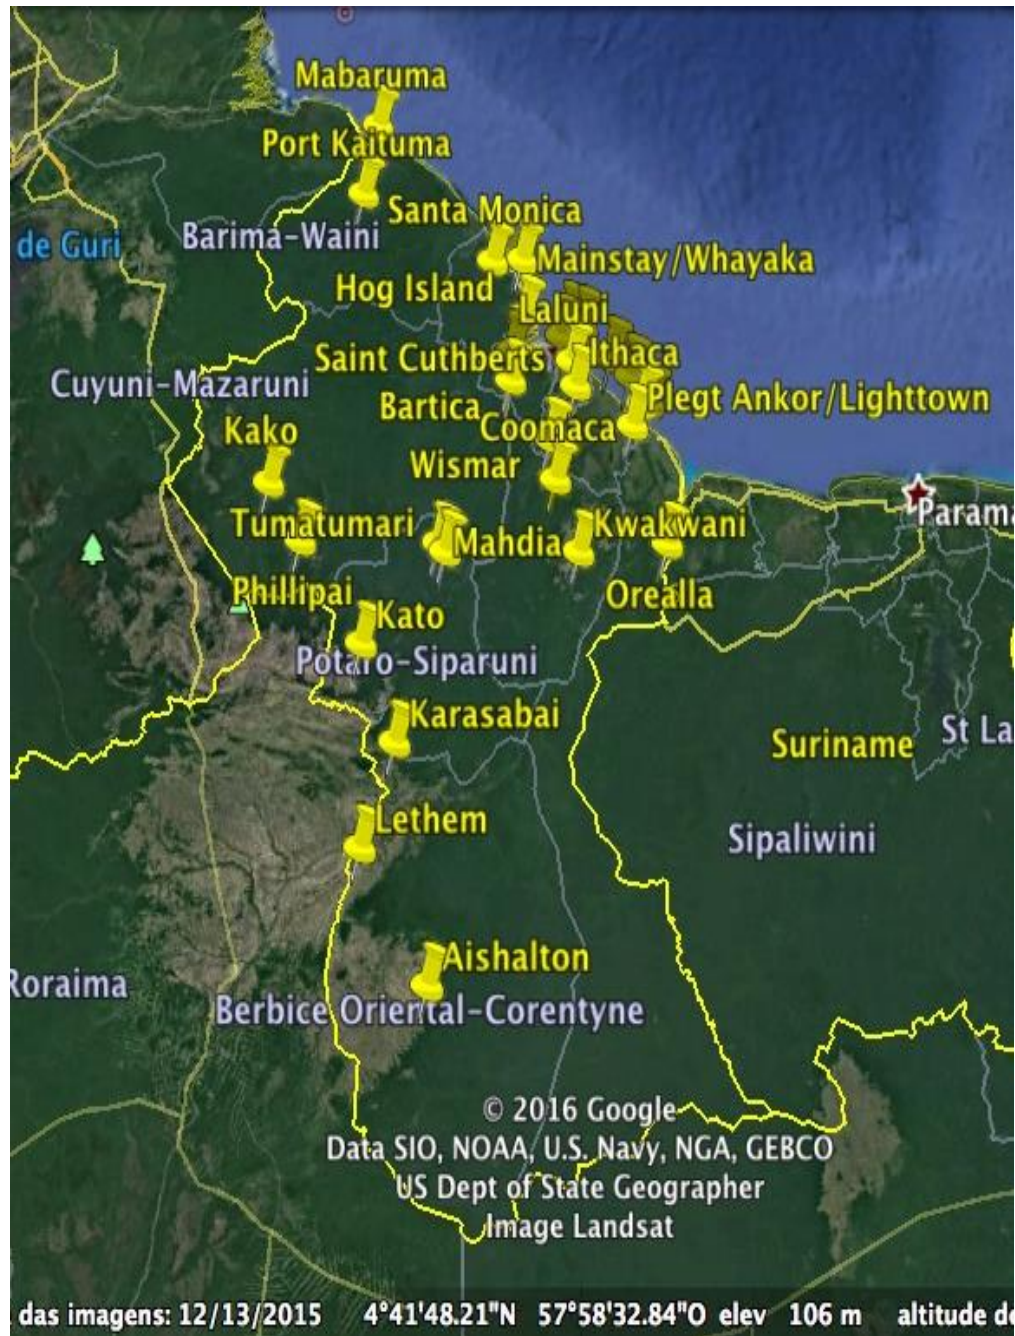 Mabaruma
Port Kaituma
Santa Monica
de Guri
Barima-Waini
Mainstay/Whayaka
Hog Island
Laluni
Saint Cuthberts
Ithaca
Cuyuni-Mazaruni
Bartica
Plegt Ankor/Lighttown
Kako
Coomaca
Wismar
Tumatumari
Mahdia
Kwakwani
Parama
Phillipai
Orealla
Kato
Potaro-Siparuni
Karasabai
Suriname
St La
Lethem
Sipaliwini
Aishalton
Roraima
Berbice Oriental-Corentyne
© 2016 Google
Data SIO, NOAA, U.S. Navy, NGA, GEBCO
US Dept of State Geographer
Image Landsat
das imagens: 12/13/2015 4°41'48.21"N 57°58'32.84"O elev 106 m altitude de